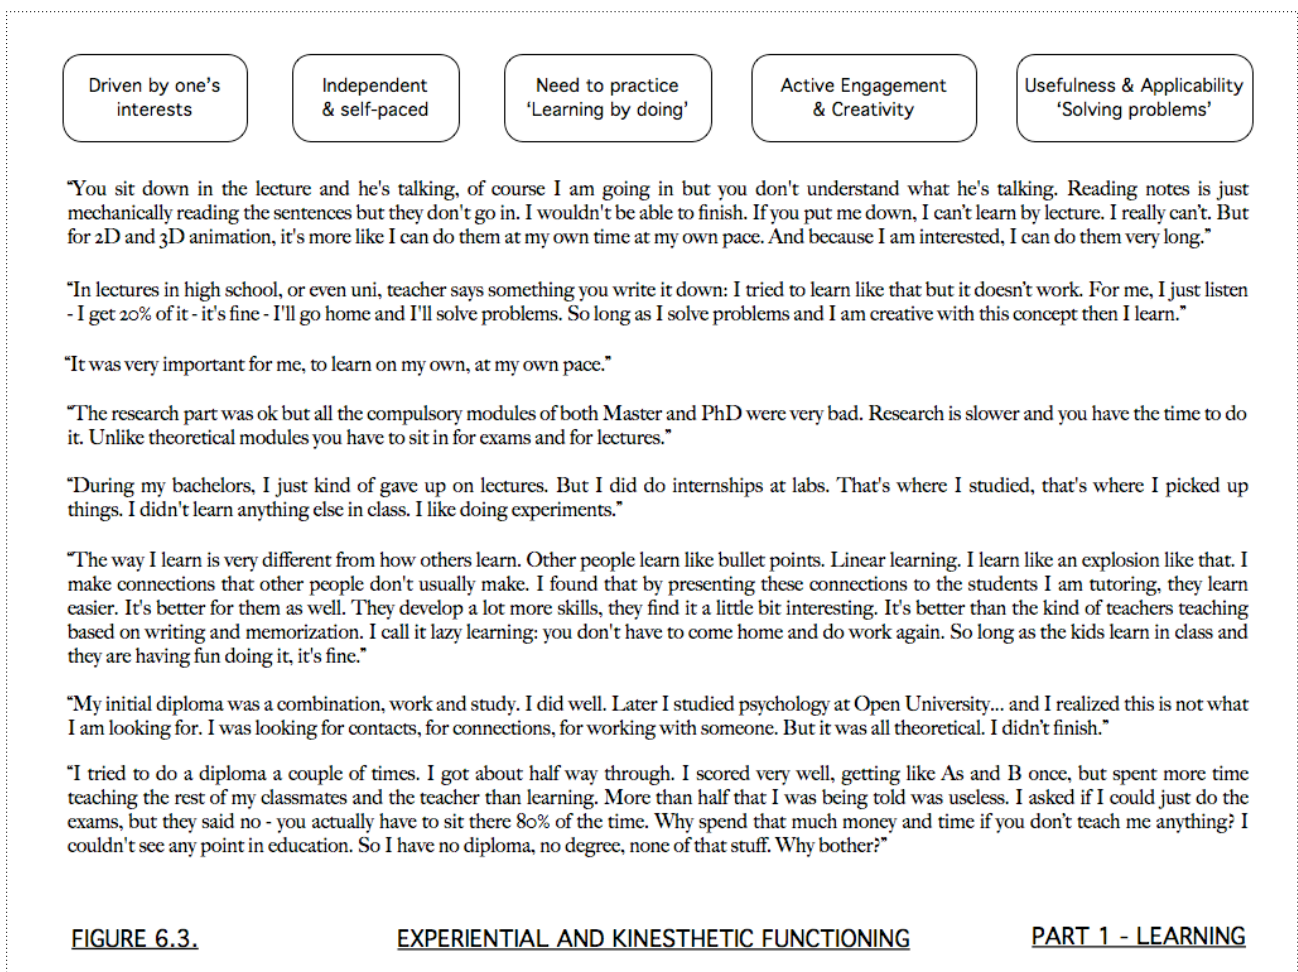 Driven by one's
interests
Independent
& self-paced
Need to practice
'Learning by doing'
Active Engagement
& Creativity
Usefulness & Applicability
'Solving problems'
“You sit down in the lecture and he's talking, of course I am going in but you don't understand what he's talking. Reading notes is just
mechanically reading the sentences but they don't go in. I wouldn't be able to finish. If you put me down, I can’t learn by lecture. I really can’t. But
for 2D and 3D animation, it's more like I can do them at my own time at my own pace. And because I am interested, I can do them very long.”
“In lectures in high school, or even uni, teacher says something you write it down: I tried to learn like that but it doesn’t work. For me, I just listen
- I get 20% of it - it's fine - I'll go home and I'll solve problems. So long as I solve problems and I am creative with this concept then I learn.”
“It was very important for me, to learn on my own, at my own pace.”
“The research part was ok but all the compulsory modules of both Master and PhD were very bad. Research is slower and you have the time to do
it. Unlike theoretical modules you have to sit in for exams and for lectures.”
“During my bachelors, I just kind of gave up on lectures. But I did do internships at labs. That's where I studied, that's where I picked up
things. I didn't learn anything else in class. I like doing experiments.”
“The way I learn is very different from how others learn. Other people learn like bullet points. Linear learning. I learn like an explosion like that. I
make connections that other people don't usually make. I found that by presenting these connections to the students I am tutoring, they learn
easier. It's better for them as well. They develop a lot more skills, they find it a little bit interesting. It's better than the kind of teachers teaching
based on writing and memorization. I call it lazy learning: you don't have to come home and do work again. So long as the kids learn in class and
they are having fun doing it, it's fine.”
“My initial diploma was a combination, work and study. I did well. Later I studied psychology at Open University... and I realized this is not what
I am looking for. I was looking for contacts, for connections, for working with someone. But it was all theoretical. I didn’t finish.”
“I tried to do a diploma a couple of times. I got about half way through. I scored very well, getting like As and B once, but spent more time
teaching the rest of my classmates and the teacher than learning. More than half that I was being told was useless. I asked if I could just do the
exams, but they said no - you actually have to sit there 80% of the time. Why spend that much money and time if you don’t teach me anything? I
couldn't see any point in education. So I have no diploma, no degree, none of that stuff. Why bother?”
FIGURE 6.3.
EXPERIENTIAL AND KINESTHETIC FUNCTIONING
PART 1 - LEARNING